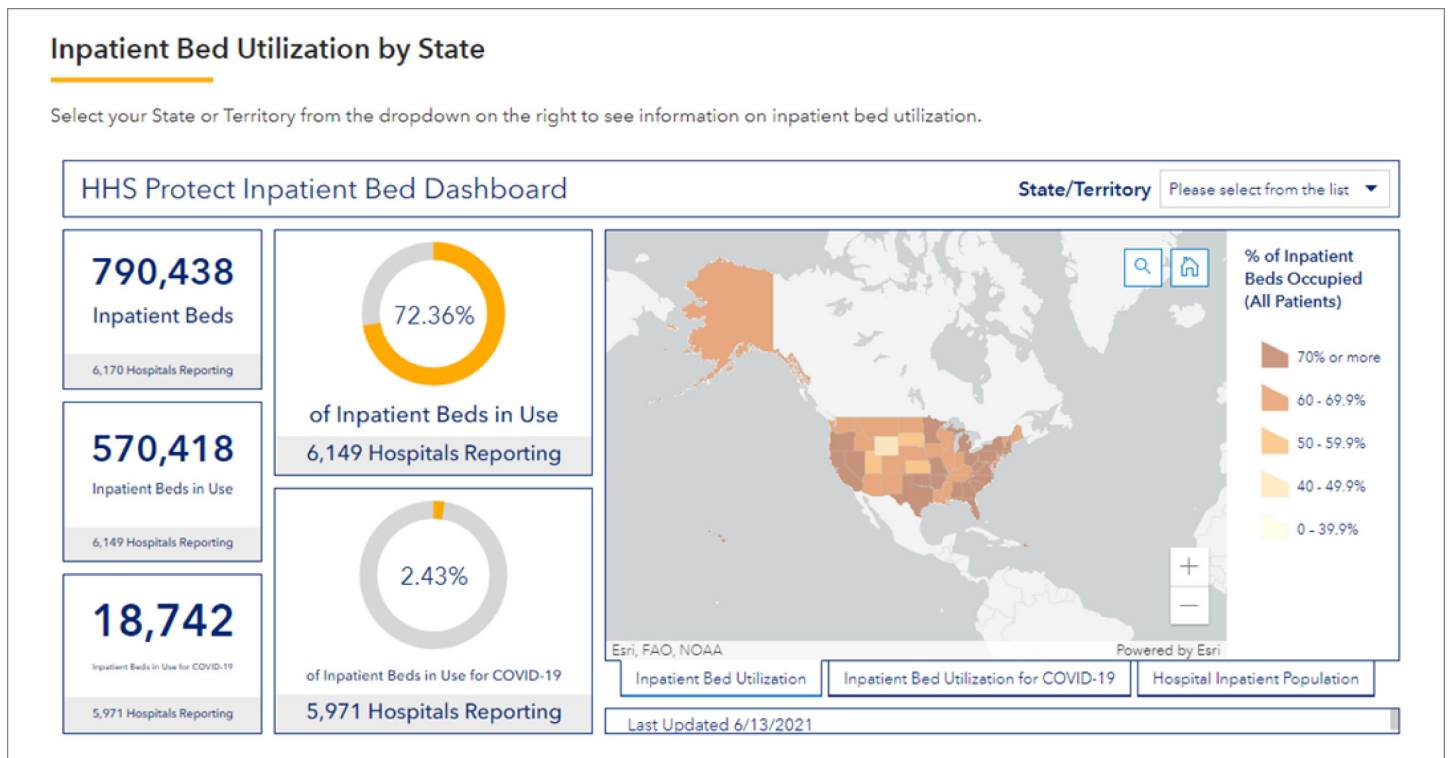 Inpatient Bed Utilization by State
Select your State or Territory from the dropdown on the right to see information on inpatient bed utilization.
HHS Protect Inpatient Bed Dashboard
State/Territory
Please select from the list
790,438
Inpatient Beds
6,170 Hospitals Reporting
570,418
Inpatient Beds in Use
6,149 Hospitals Reporting
18,742
Inpatient Beds in Use for COVID-19
5,971 Hospitals Reporting
72.36%
of Inpatient Beds in Use
6,149 Hospitals Reporting
2.43%
of Inpatient Beds in Use for COVID-19
5,971 Hospitals Reporting
% of Inpatient
Beds Occupied
(All Patients)
70% or more
60 - 69.9%
50 - 59.9%
40 - 49.9%
0 - 39.9%
+
−
Esri, FAO, NOAA
Powered by Esri
Inpatient Bed Utilization
Inpatient Bed Utilization for COVID-19
Hospital Inpatient Population
Last Updated 6/13/2021